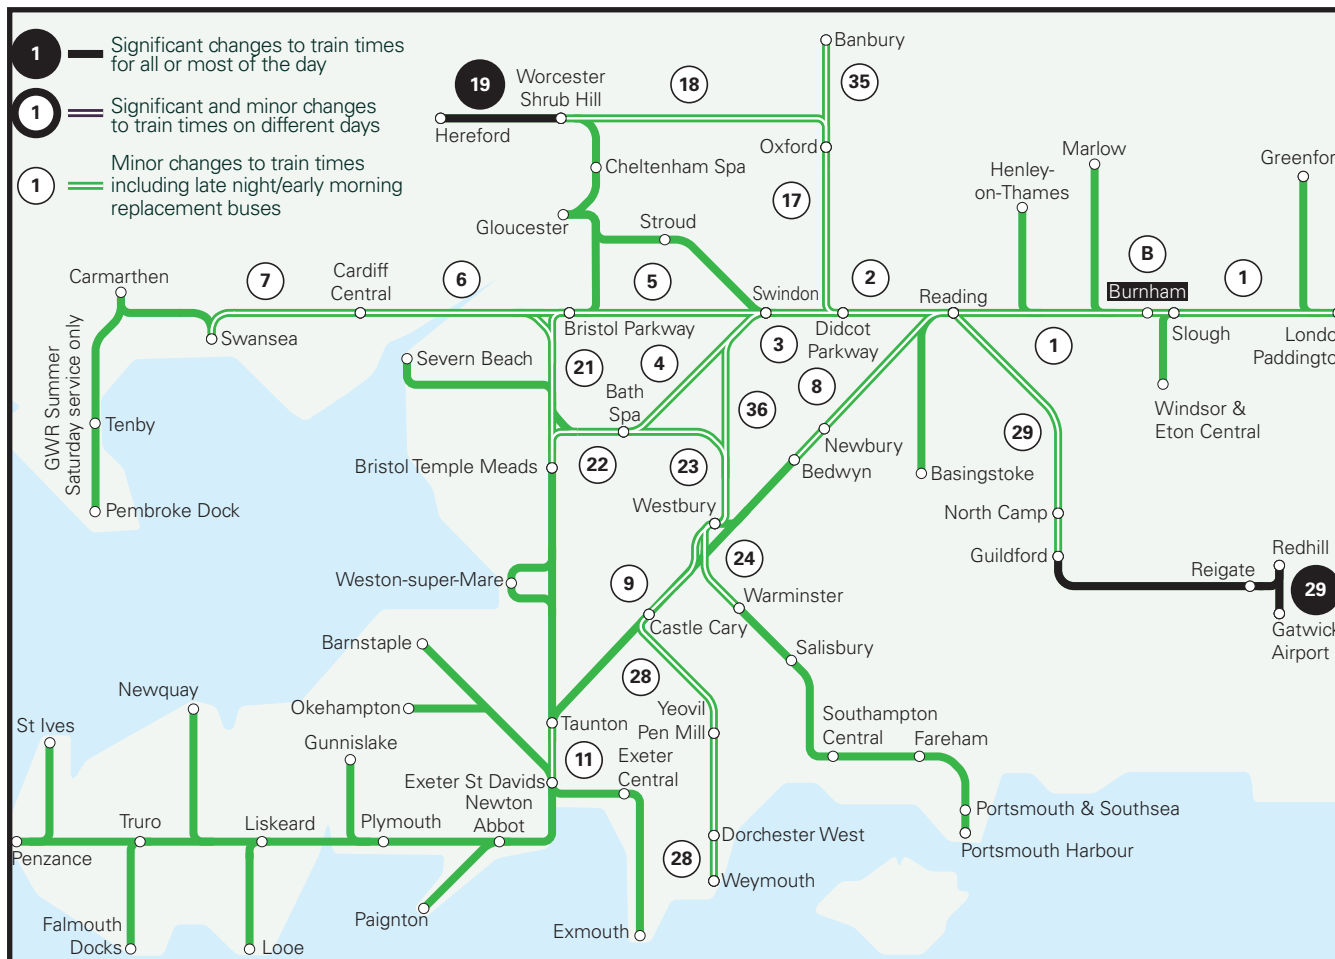 1
Significant changes to train times
for all or most of the day
1
Significant and minor changes
to train times on different days
1
Minor changes to train times
including late night/early morning
replacement buses
19
Worcester
Shrub Hill
18
Banbury
35
Hereford
Oxford
Cheltenham Spa
17
Gloucester
Stroud
Marlow
Henley-
on-Thames
Greenford
Carmarthen
7
Cardiff
Central
6
5
Swindon
2
Reading
B
Burnham
1
Swansea
Bristol Parkway
3
Didcot
Parkway
1
Slough
London
Paddington
GWR Summer
Saturday service only
Severn Beach
21
4
8
Bath
Spa
36
Windsor &
Eton Central
Tenby
29
Newbury
Bristol Temple Meads
22
23
Bedwyn
Basingstoke
Pembroke Dock
Westbury
North Camp
Guildford
24
Redhill
Reigate
29
Weston-super-Mare
9
Warminster
Castle Cary
Gatwick
Airport
Barnstaple
Salisbury
28
Newquay
Okehampton
Yeovil
Pen Mill
St Ives
Taunton
Gunnislake
11
Southampton
Central
Fareham
Exeter
Central
Exeter St Davids
Newton
Abbot
Truro
Liskeard
Plymouth
Portsmouth & Southsea
Penzance
Dorchester West
Portsmouth Harbour
28
Weymouth
Falmouth
Docks
Looe
Paignton
Exmouth